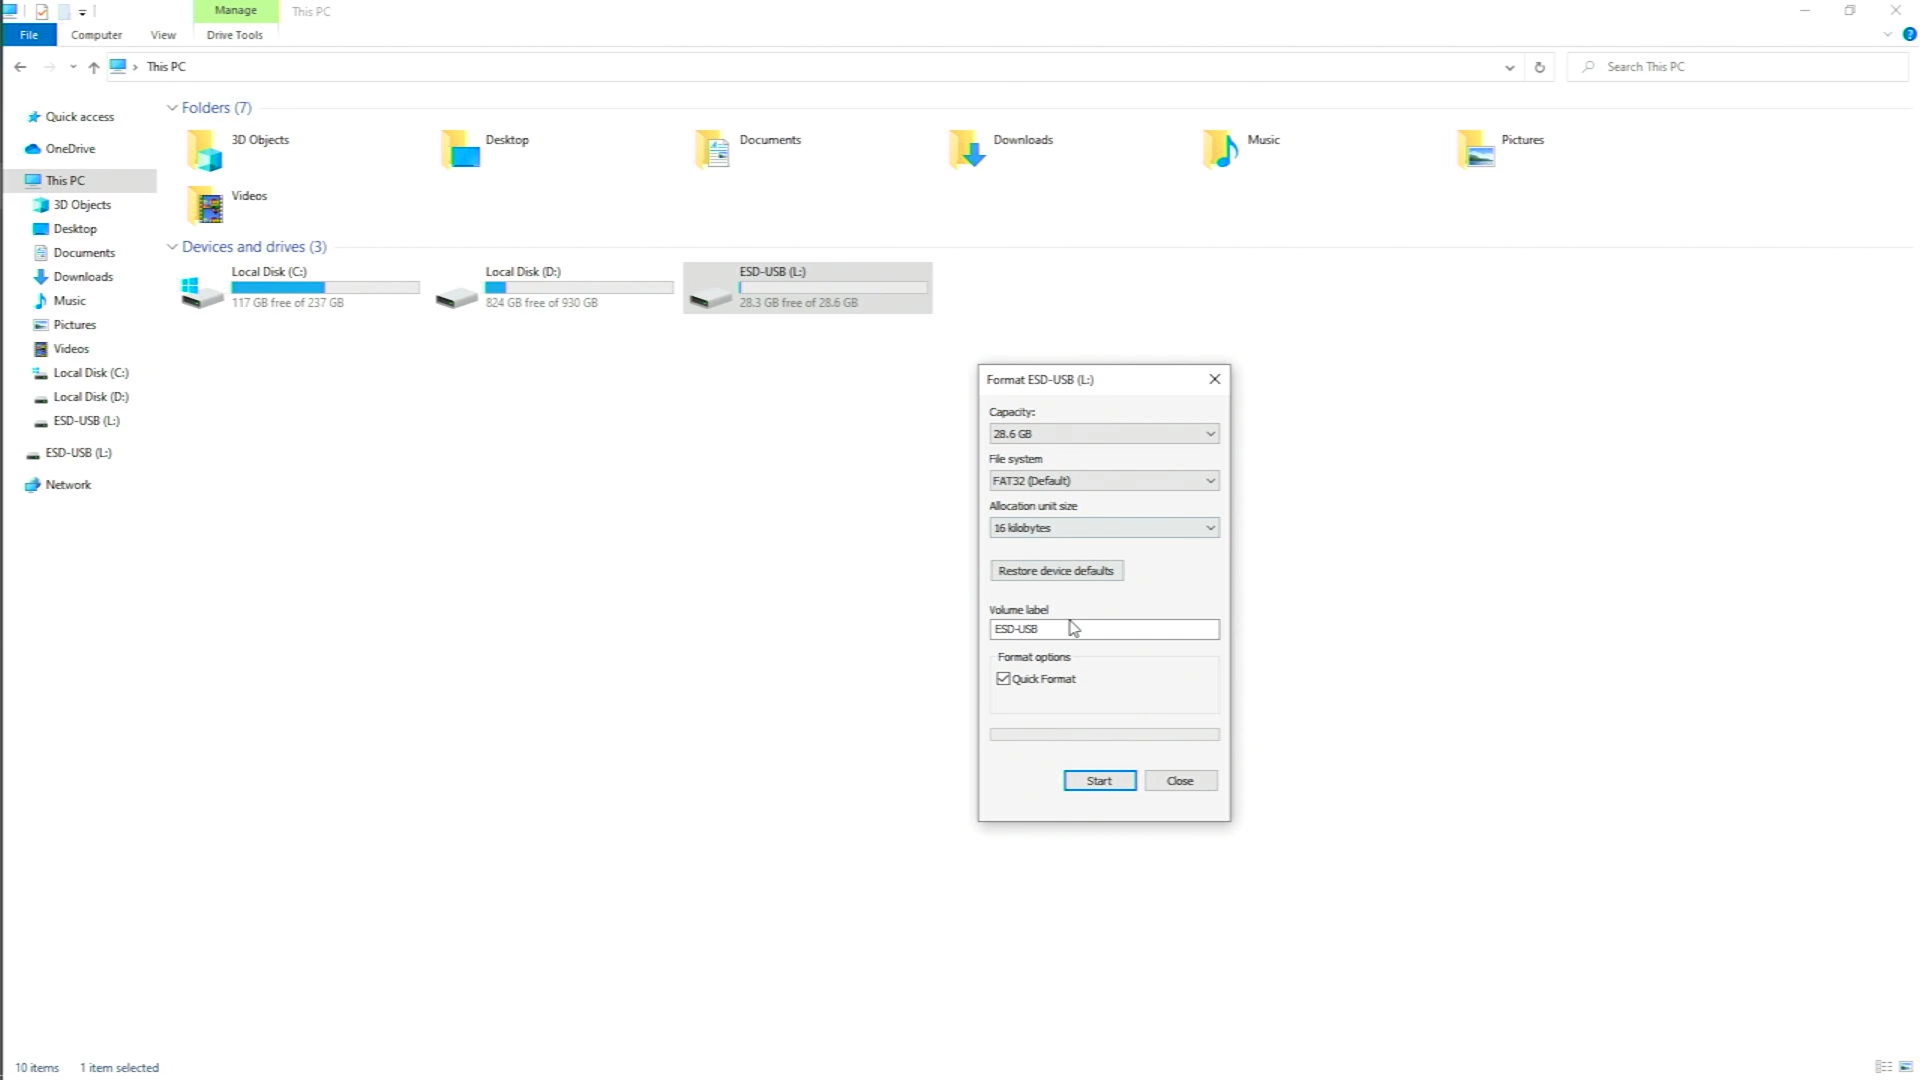 Manage
This PC
File
Computer
View
Drive Tools
This PC
Search This PC
Quick access
OneDrive
This PC
3D Objects
Desktop
Documents
Downloads
Music
Pictures
Videos
Local Disk (C:)
Local Disk (D:)
ESD-USB (L:)
ESD-USB (L:)
Network
Folders (7)
3D Objects
Desktop
Documents
Downloads
Music
Pictures
Videos
Devices and drives (3)
Local Disk (C:)
117 GB free of 237 GB
Local Disk (D:)
824 GB free of 930 GB
ESD-USB (L:)
28.3 GB free of 28.6 GB
Format ESD-USB (L:)
Capacity:
28.6 GB
File system
FAT32 (Default)
Allocation unit size
16 kilobytes
Restore device defaults
Volume label
ESD-USB
Format options
Quick Format
Start
Close
10 items
1 item selected